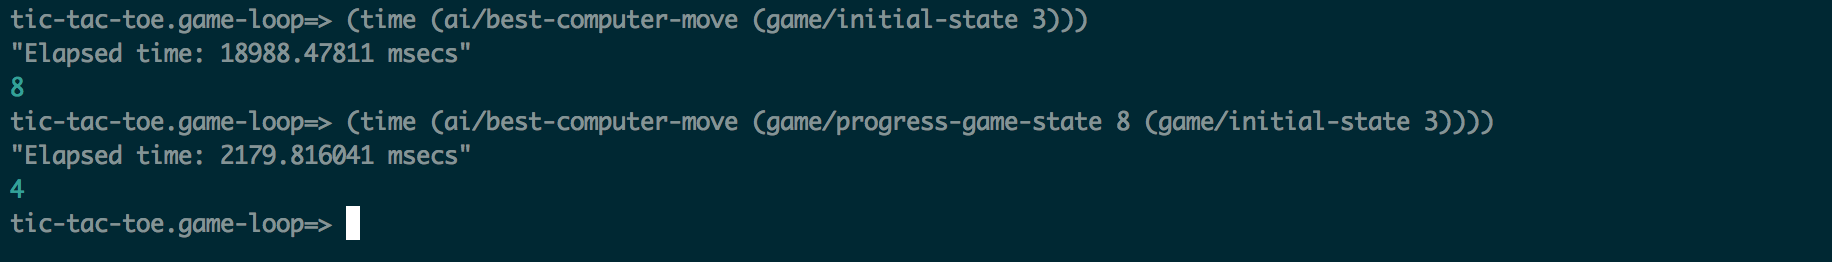 tic-tac-toe.game-loop=> (time (ai/best-computer-move (game/initial-state 3)))
"Elapsed time: 18988.47811 msecs"
8
tic-tac-toe.game-loop=> (time (ai/best-computer-move (game/progress-game-state 8 (game/initial-state 3))))
"Elapsed time: 2179.816041 msecs"
4
tic-tac-toe.game-loop=>